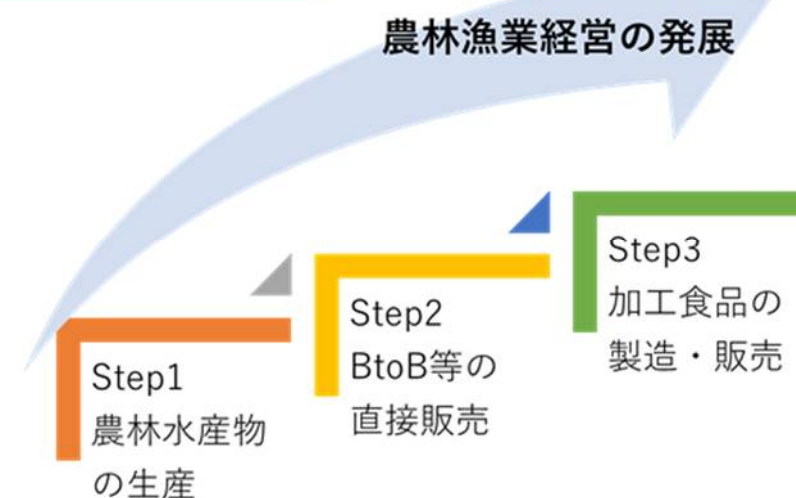 農林漁業経営の発展
Step1
農林水産物
の生産
Step2
BtoB等の
直接販売
Step3
加工食品の
製造・販売